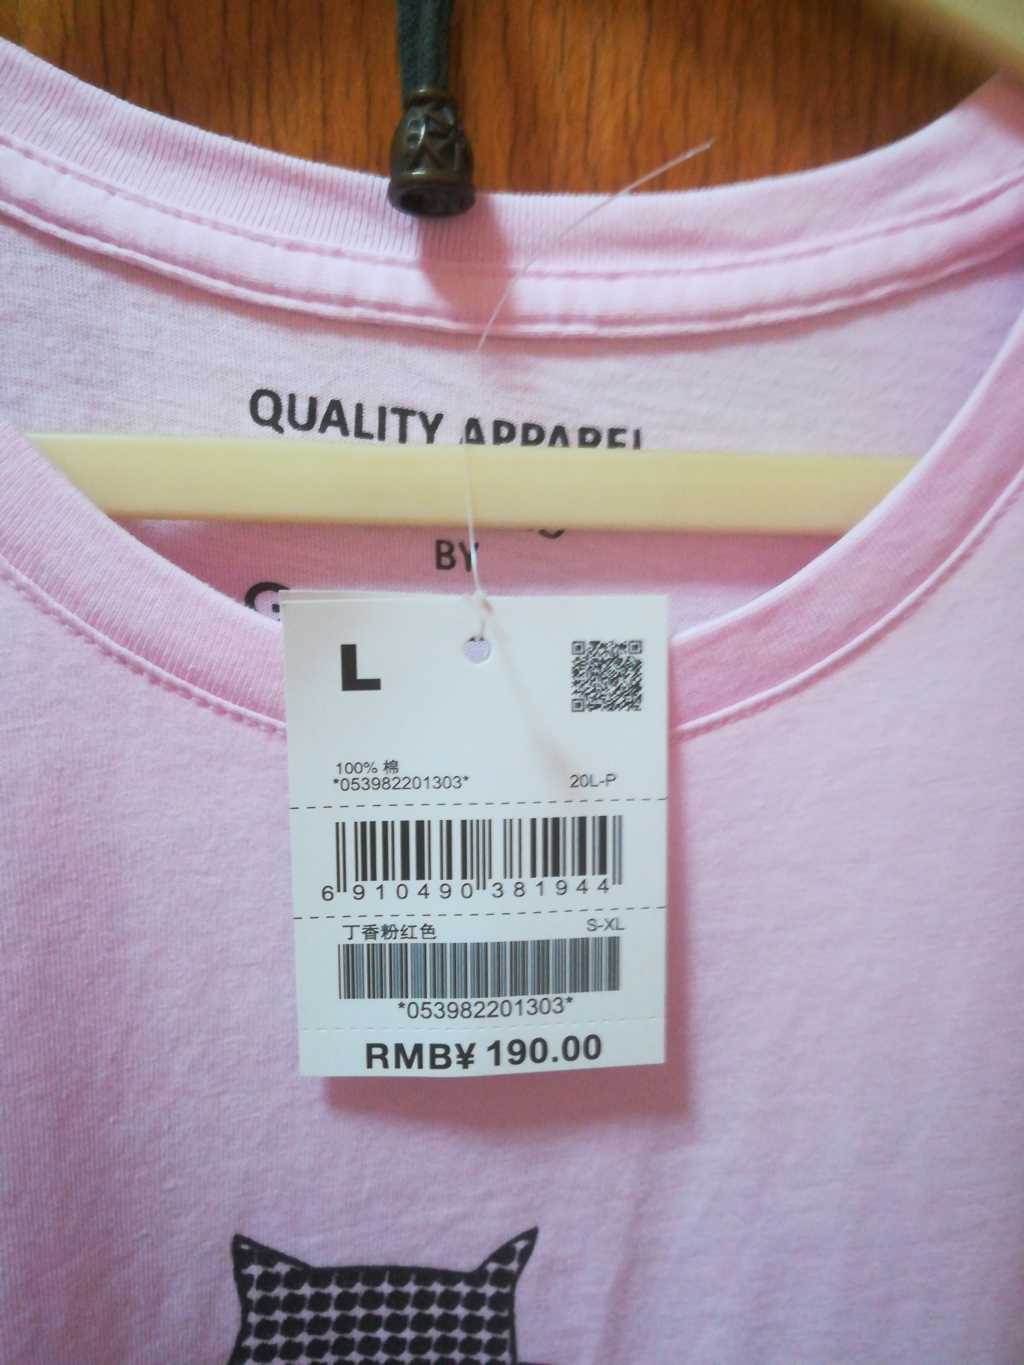 QUALITY APPAREL
BY
G
L
100% 棉
*053982201303*
20L-P
6 910490 381944
丁香粉红色
S-XL
*053982201303*
RMB¥ 190.00